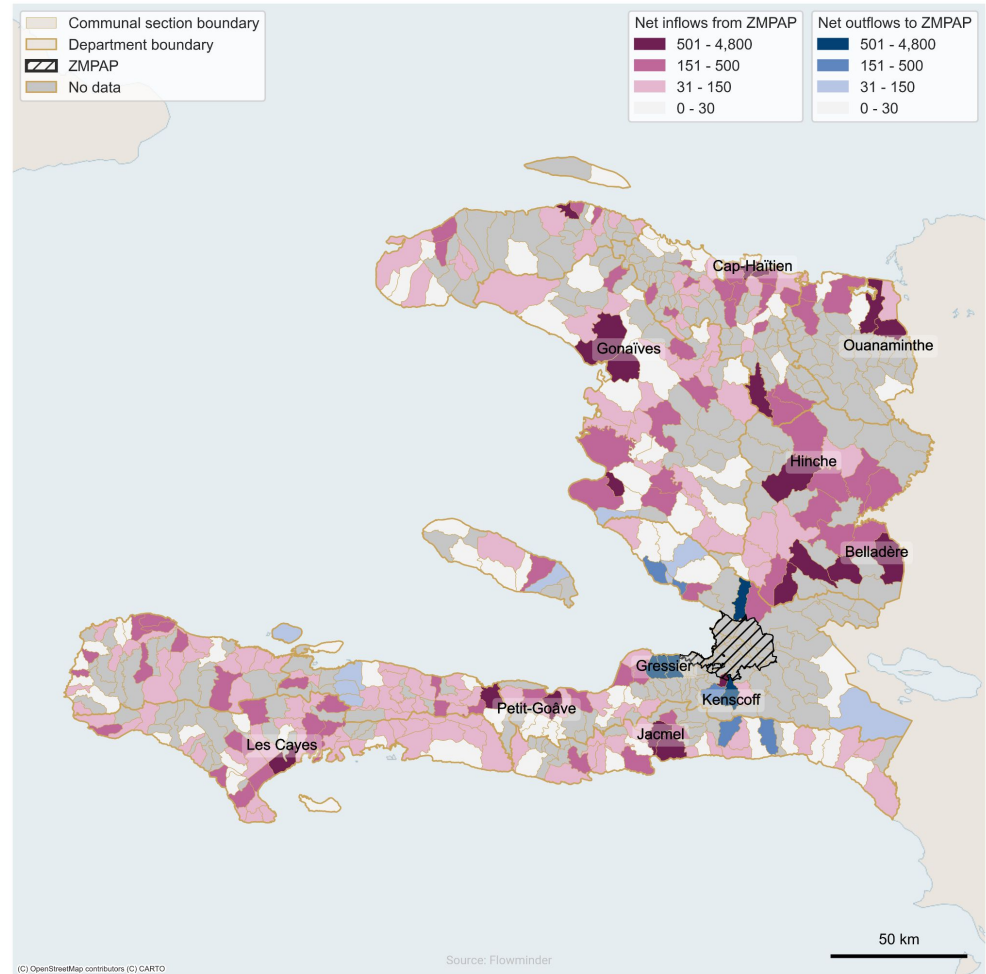 Communal section boundary
Department boundary
ZMPAP
No data
Net inflows from ZMPAP
501 - 4,800
151 - 500
31 - 150
0 - 30
Net outflows to ZMPAP
501 - 4,800
151 - 500
31 - 150
0 - 30
Cap-Haïtien
Ouanaminthe
Gonaïves
Hinche
Belladère
Gressier
Kenscoff
Petit-Goâve
Jacmel
Les Cayes
50 km
Source: Flowminder
(C) OpenStreetMap contributors (C) CARTO